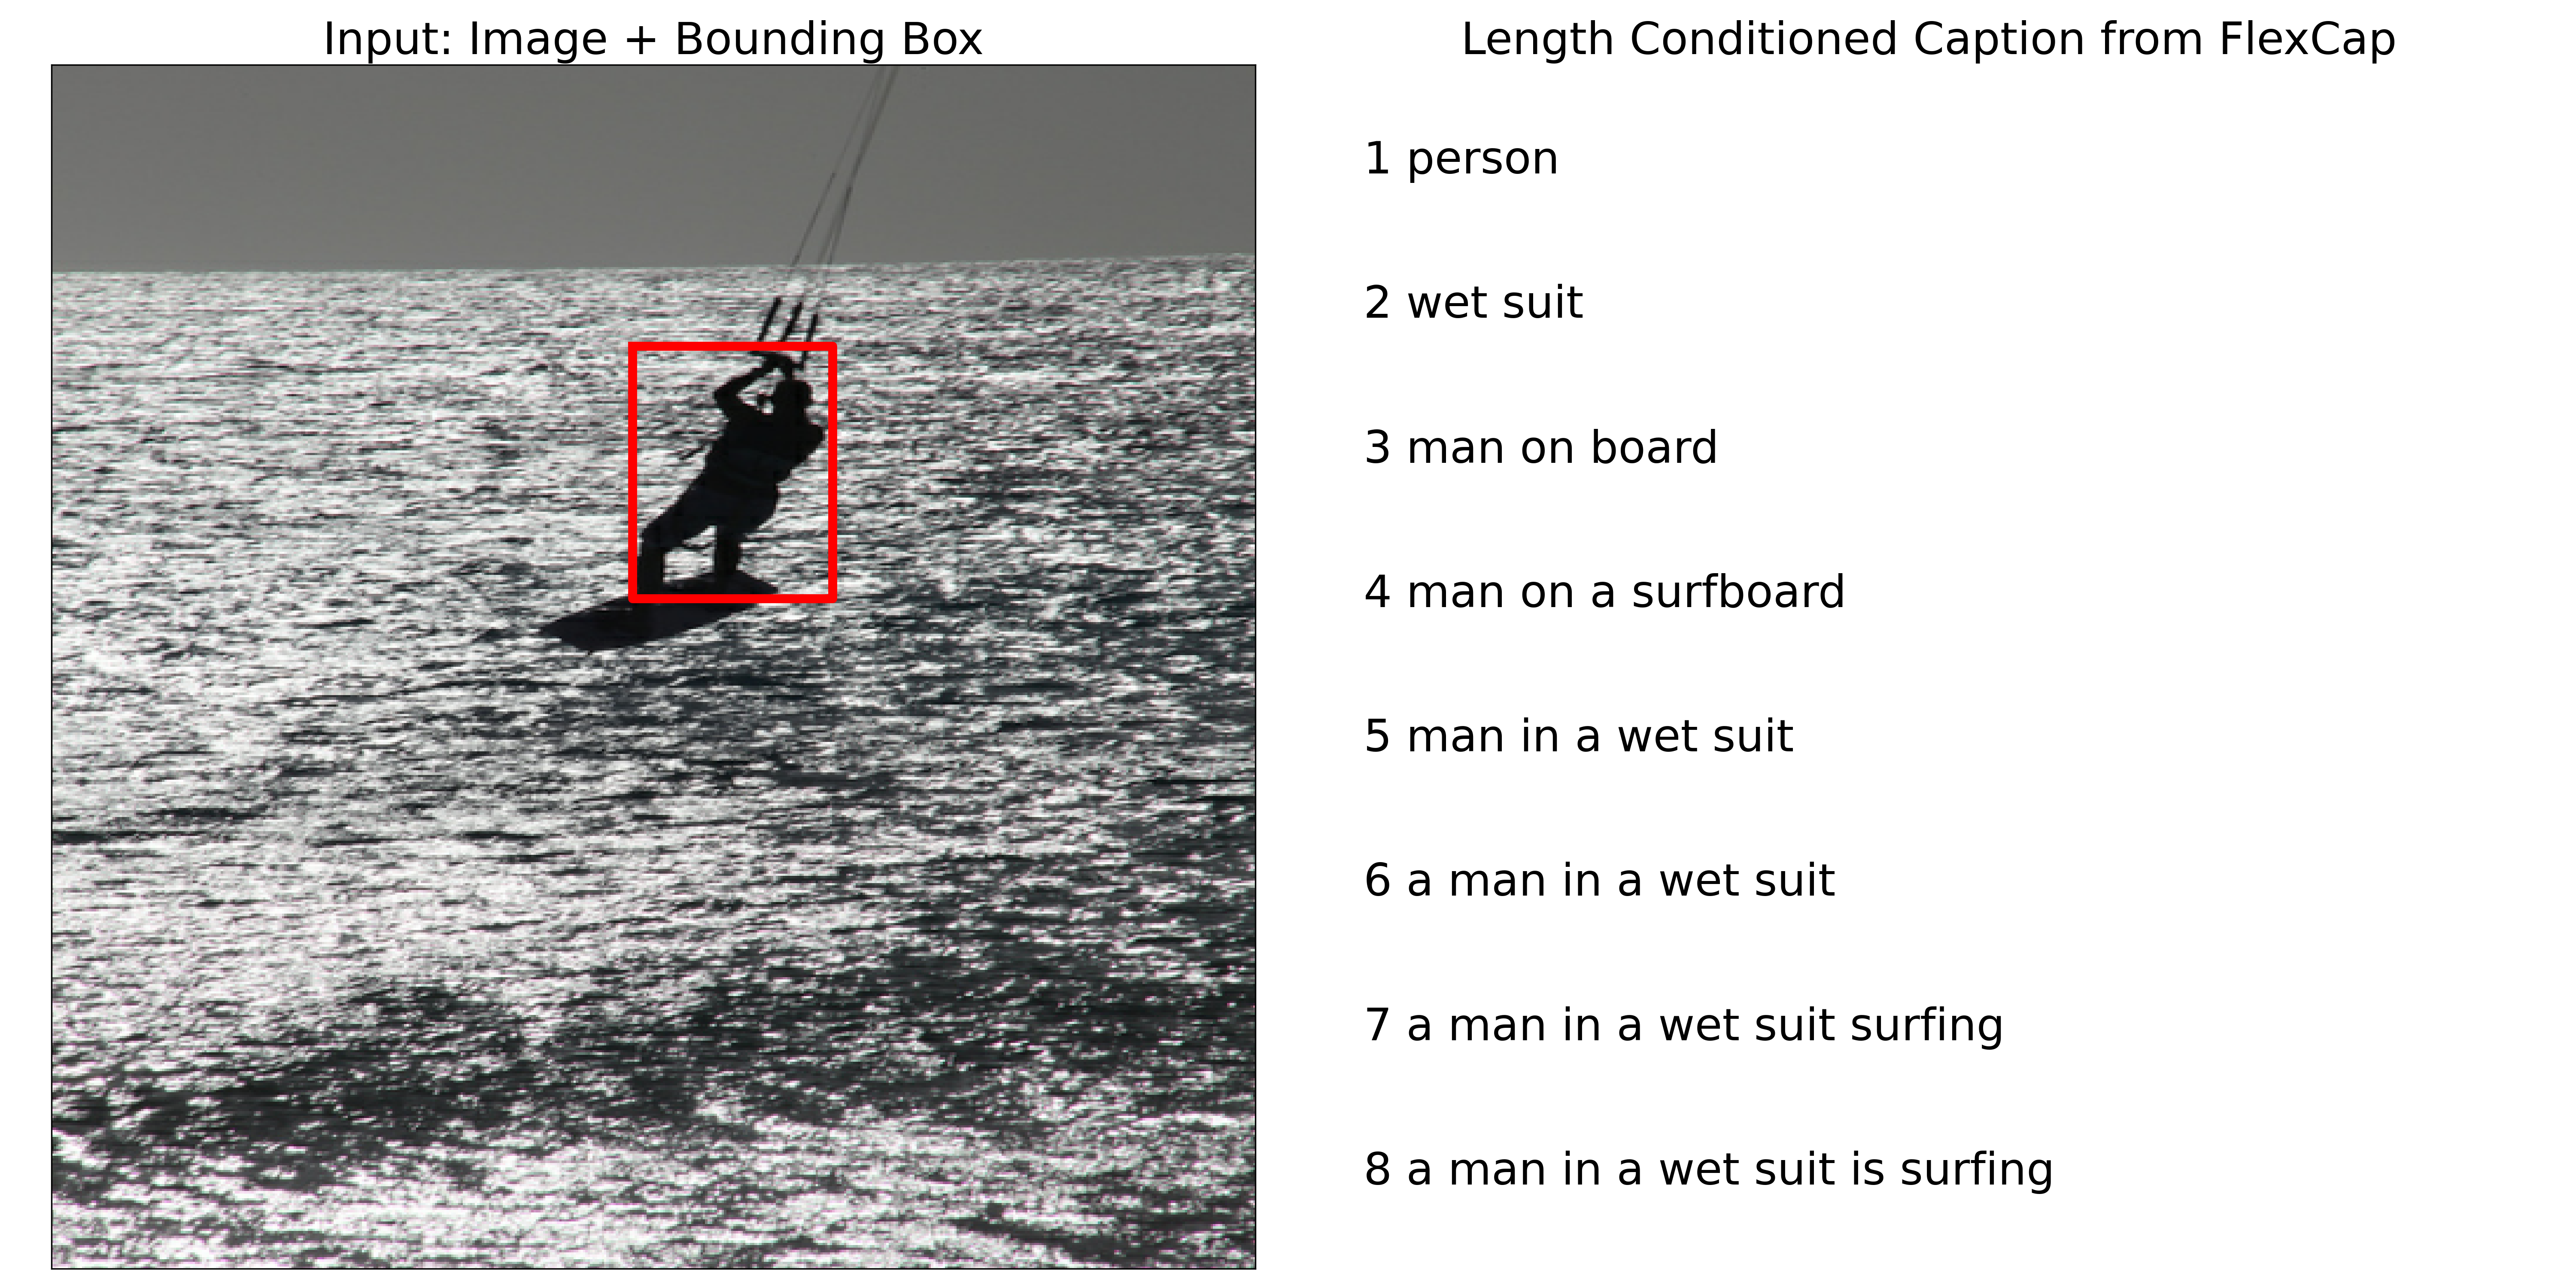 Input: Image + Bounding Box
Length Conditioned Caption from FlexCap
1 person
2 wet suit
3 man on board
4 man on a surfboard
5 man in a wet suit
6 a man in a wet suit
7 a man in a wet suit surfing
8 a man in a wet suit is surfing